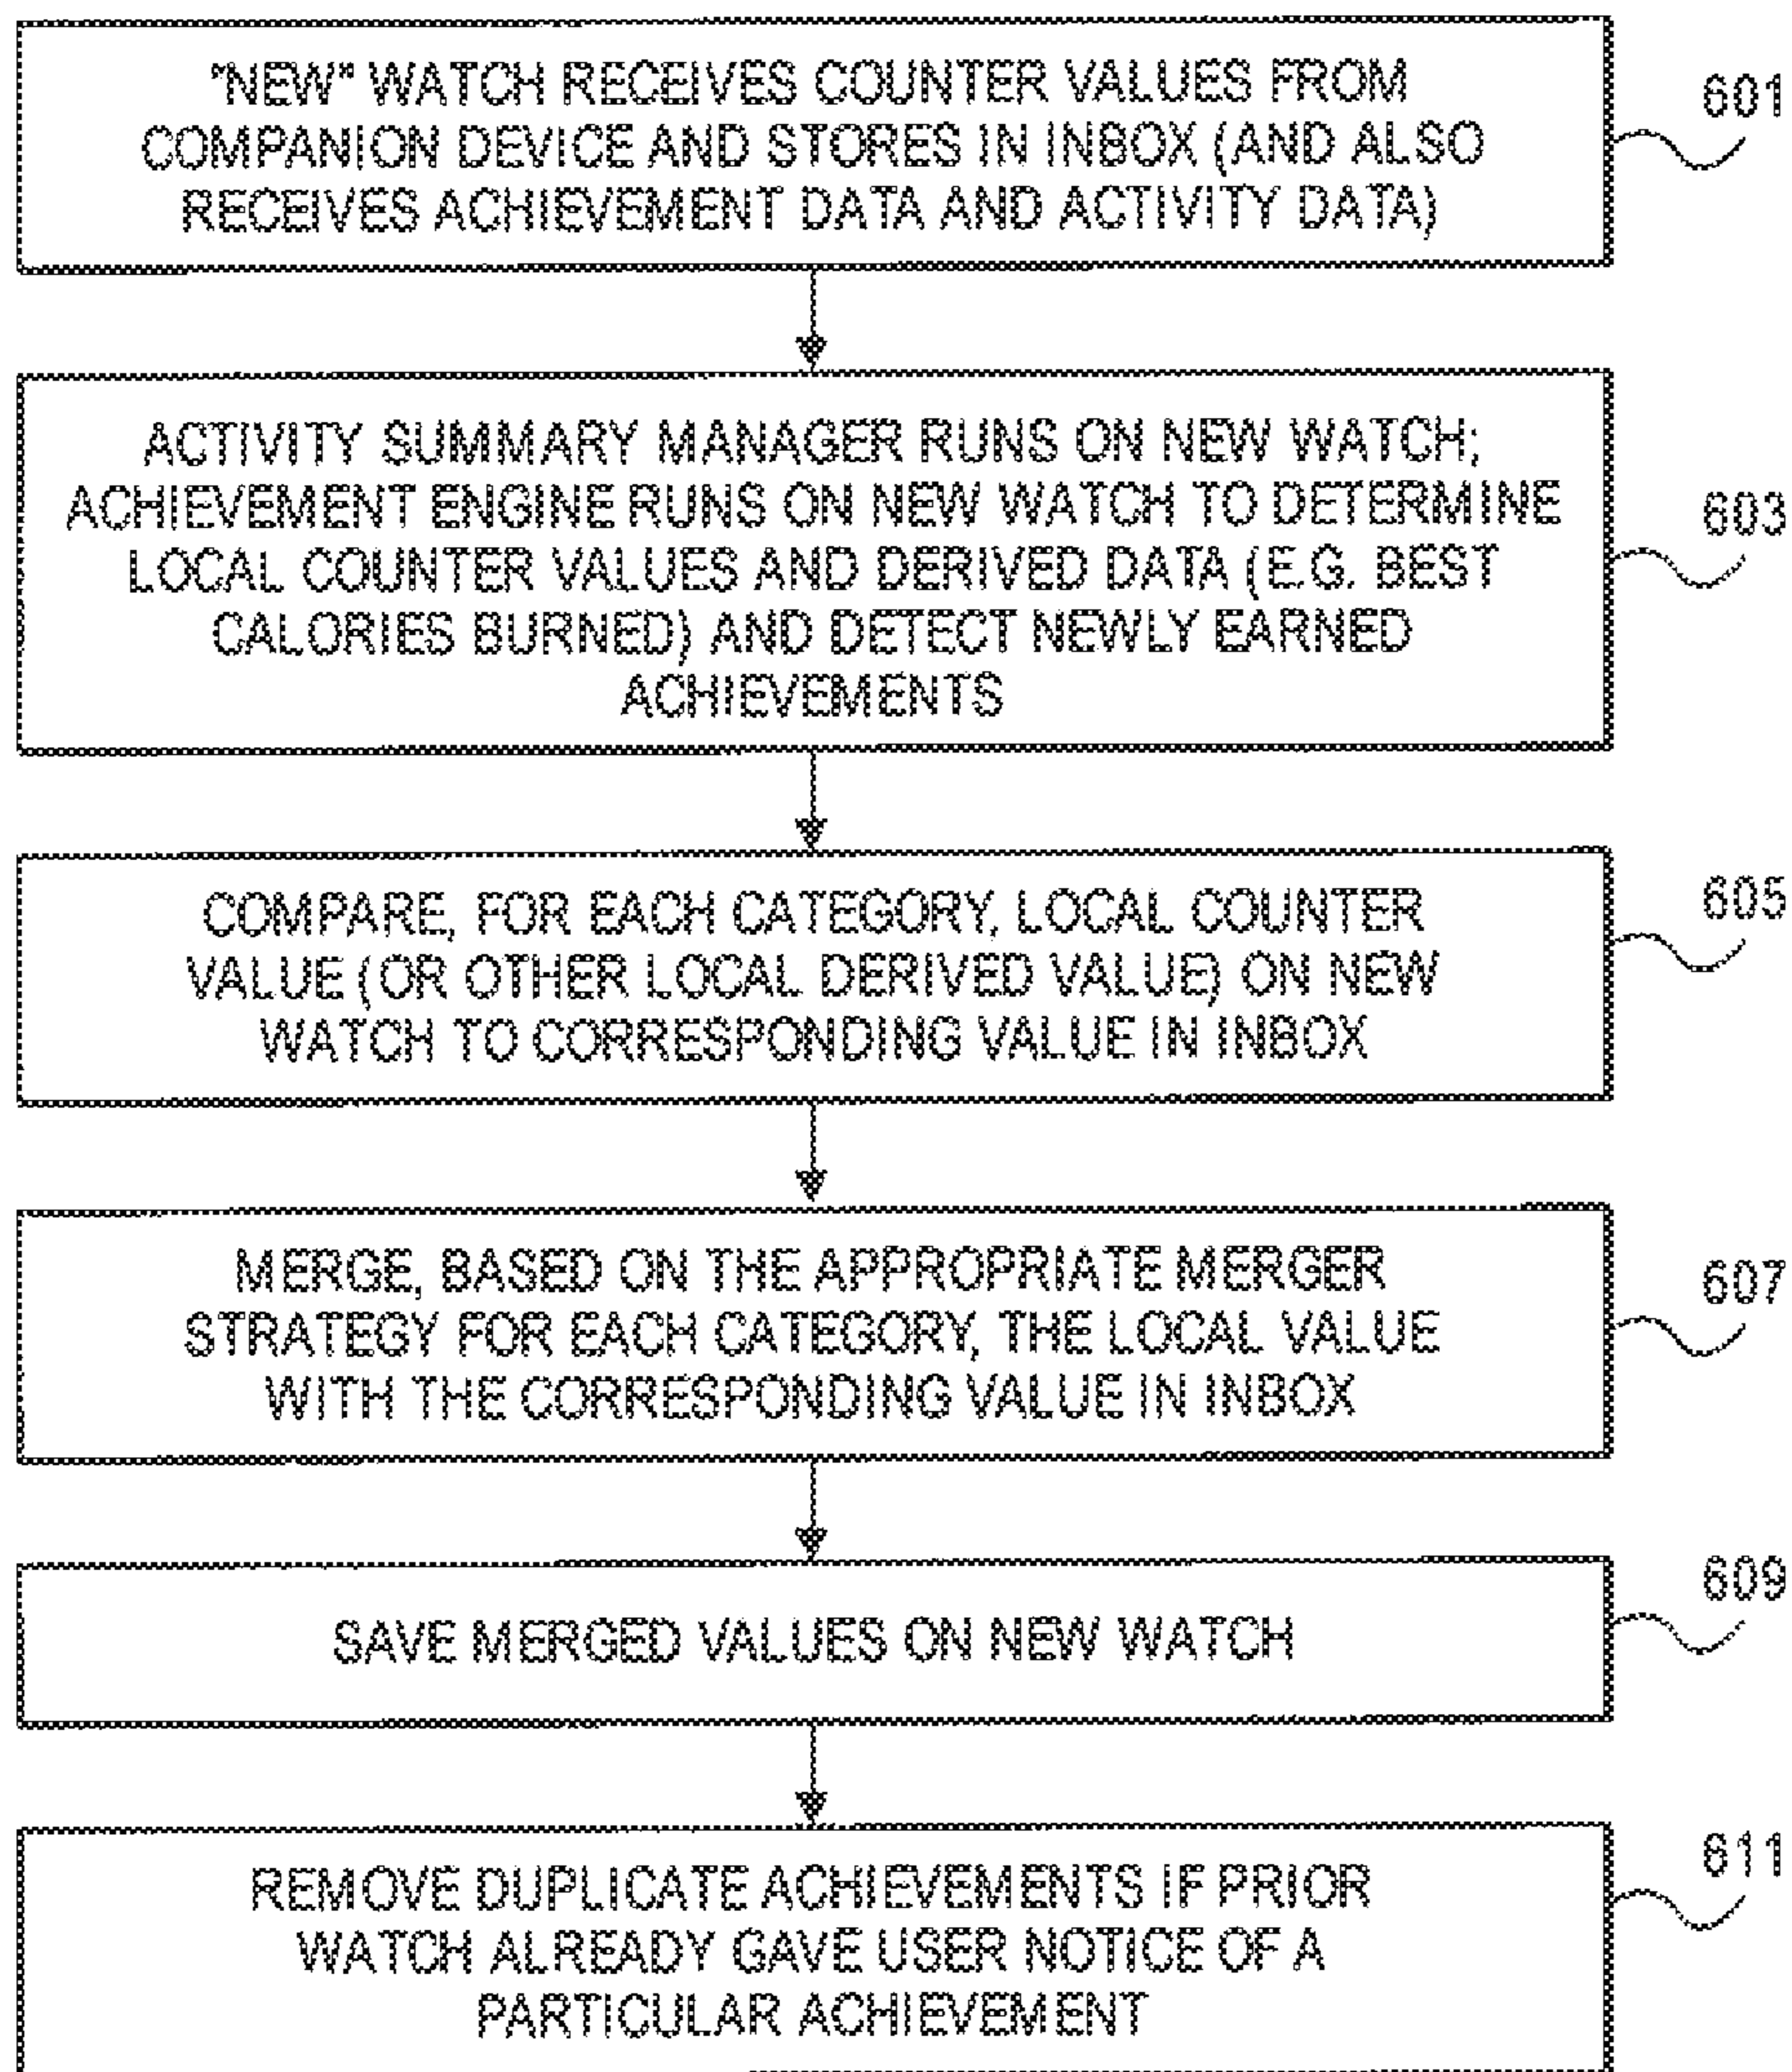 "NEW" WATCH RECEIVES COUNTER VALUES FROM
COMPANION DEVICE AND STORES IN INBOX (AND ALSO
RECEIVES ACHIEVEMENT DATA AND ACTIVITY DATA)
601
ACTIVITY SUMMARY MANAGER RUNS ON NEW WATCH;
ACHIEVEMENT ENGINE RUNS ON NEW WATCH TO DETERMINE
LOCAL COUNTER VALUES AND DERIVED DATA (E.G. BEST
CALORIES BURNED) AND DETECT NEWLY EARNED
ACHIEVEMENTS
603
COMPARE, FOR EACH CATEGORY, LOCAL COUNTER
VALUE (OR OTHER LOCAL DERIVED VALUE) ON NEW
WATCH TO CORRESPONDING VALUE IN INBOX
605
MERGE, BASED ON THE APPROPRIATE MERGER
STRATEGY FOR EACH CATEGORY, THE LOCAL VALUE
WITH THE CORRESPONDING VALUE IN INBOX
607
SAVE MERGED VALUES ON NEW WATCH
609
REMOVE DUPLICATE ACHIEVEMENTS IF PRIOR
WATCH ALREADY GAVE USER NOTICE OF A
PARTICULAR ACHIEVEMENT
611